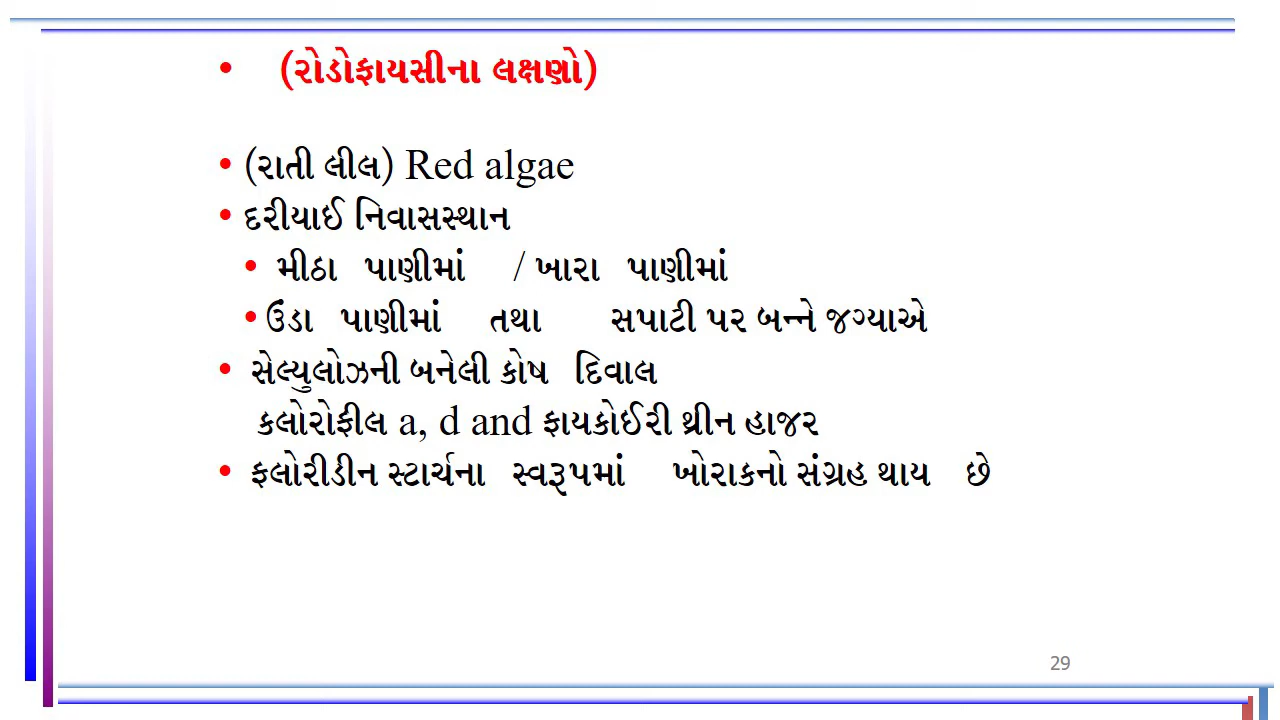 • (રોડોફાયસીના લક્ષણો)
• (રાતી લીલ) Red algae
• દરીયાઈ નિવાસસ્થાન
• મીઠા પાણીમાં / ખારા પાણીમાં
• ઉંડા પાણીમાં તથા સપાટી પર બન્ને જગ્યાએ
• સેલ્યુલોઝની બનેલી કોષ દિવાલ
કલોરોફીલ a, d and ફાયકોઈરી થ્રીન હાજર
• ફલોરીડીન સ્ટાર્ચના સ્વરૂપમાં ખોરાકનો સંગ્રહ થાય છે
29